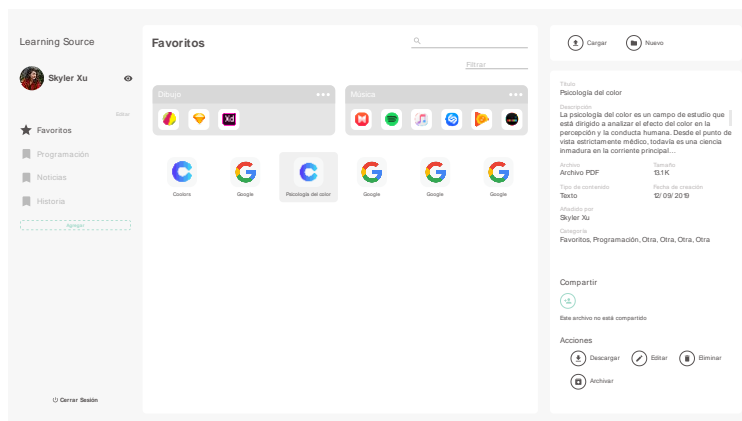 Learning Source
Skyler Xu
Editar
Favoritos
Programación
Noticias
Historia
Agregar
Cerrar Sesión
Favoritos
Filtrar
Dibujo
Xd
Música
Coolors
Google
Psicología del color
Google
Google
Google
Cargar
Nuevo
Título
Psicología del color
Descripción
La psicología del color es un campo de estudio que
está dirigido a analizar el efecto del color en la
percepción y la conducta humana. Desde el punto de
vista estrictamente médico, todavía es una ciencia
inmadura en la corriente principal...
Archivo
Tamaño
Archivo PDF
13.1 K
Tipo de contenido
Fecha de creación
Texto
12/ 09/ 2019
Añadido por
Skyler Xu
Categoría
Favoritos, Programación, Otra, Otra, Otra, Otra
Compartir
Este archivo no está compartido
Acciones
Descargar
Editar
Eliminar
Archivar